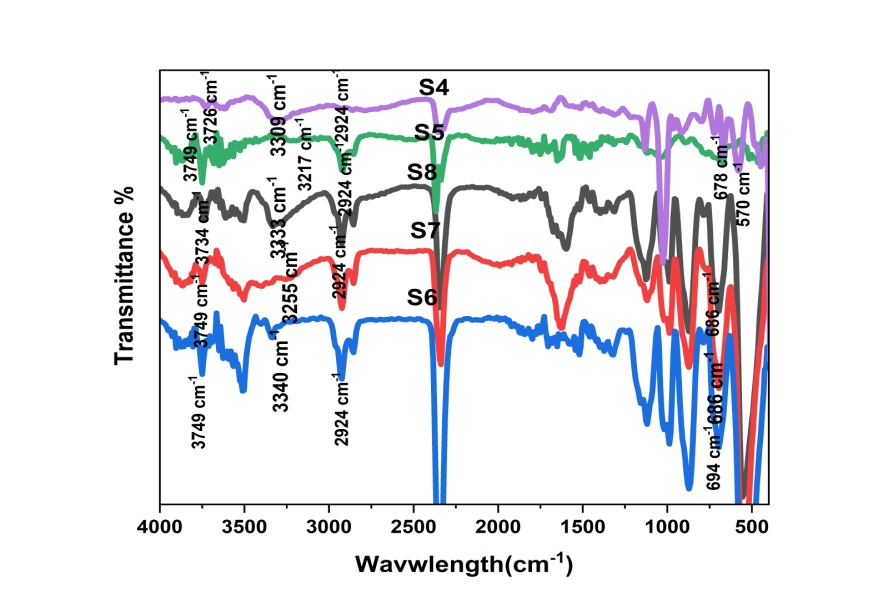 Transmittance %
S4
S5
S8
S7
S6
3749 cm-1
3726 cm-1
3309 cm-1
3217 cm-1
2924 cm-1
678 cm-1
570 cm-1
3734 cm-1
3333 cm-1
2924 cm-1
3749 cm-1
3255 cm-1
2924 cm-1
686 cm-1
3749 cm-1
3340 cm-1
2924 cm-1
686 cm-1
694 cm-1
4000 3500 3000 2500 2000 1500 1000 500
Wavwlength(cm-1)